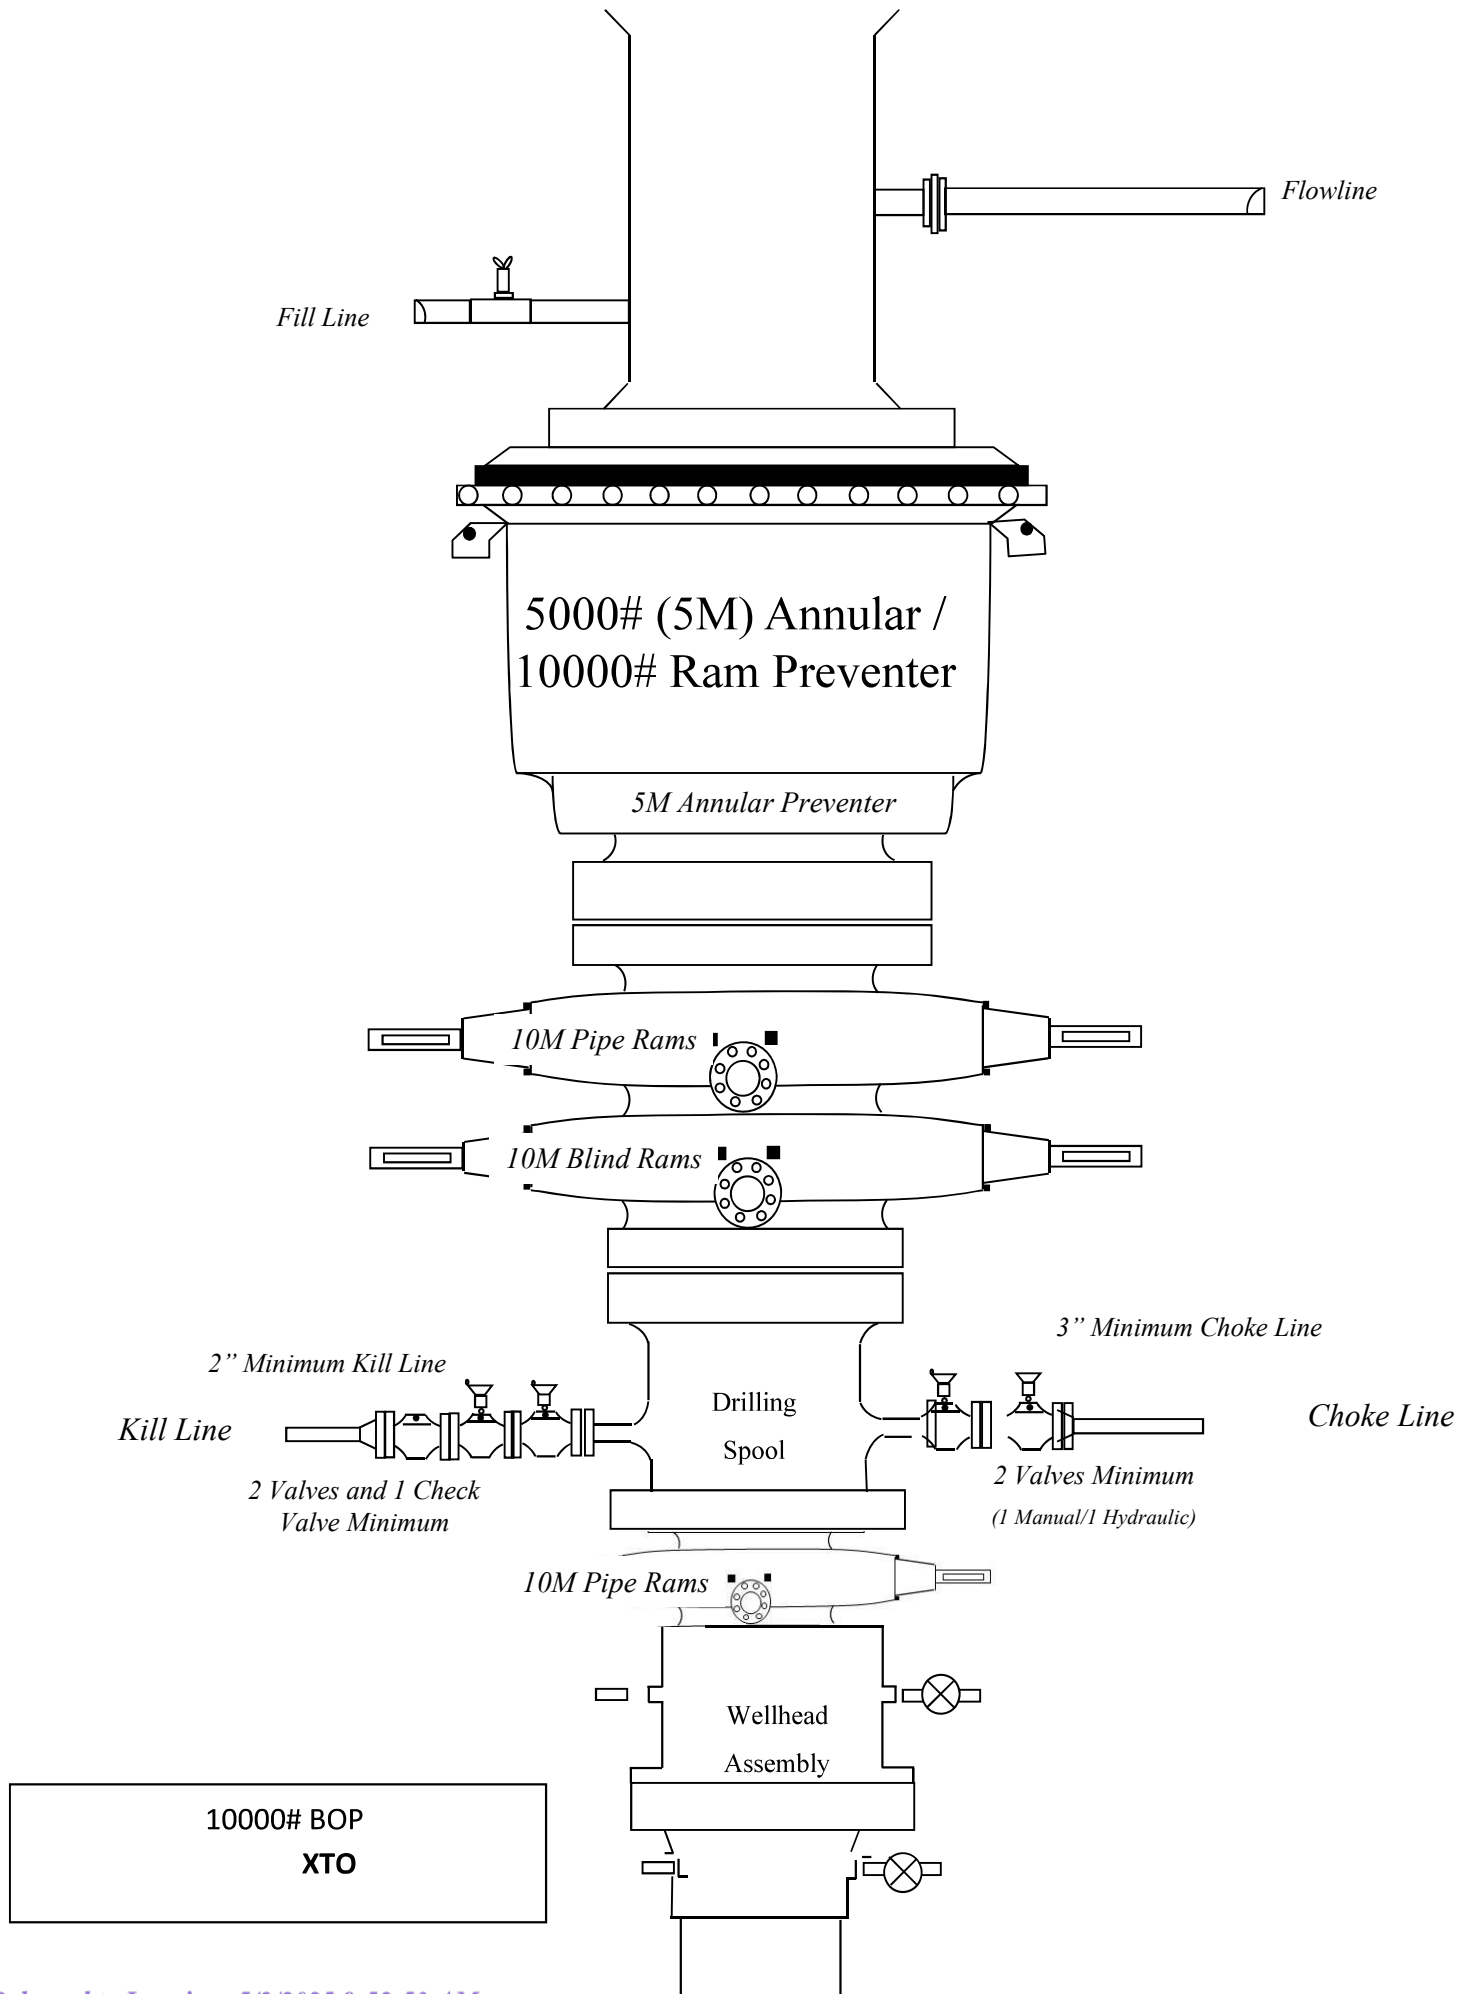 Flowline
Fill Line
5000# (5M) Annular /
10000# Ram Preventer
5M Annular Preventer
10M Pipe Rams
10M Blind Rams
3” Minimum Choke Line
2” Minimum Kill Line
Drilling
Spool
Kill Line
Choke Line
2 Valves and 1 Check
Valve Minimum
2 Valves Minimum
(1 Manual/1 Hydraulic)
10M Pipe Rams
Wellhead
Assembly
10000# BOP
XTO